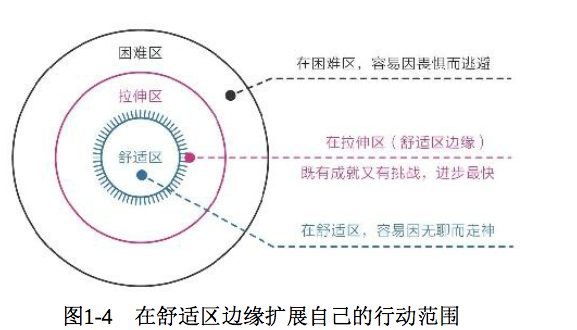 困难区
在困难区，容易因畏惧而逃避
拉伸区
在拉伸区（舒适区边缘）
舒适区
既有成就又有挑战，进步最快
在舒适区，容易因无聊而走神
图1-4 在舒适区边缘扩展自己的行动范围